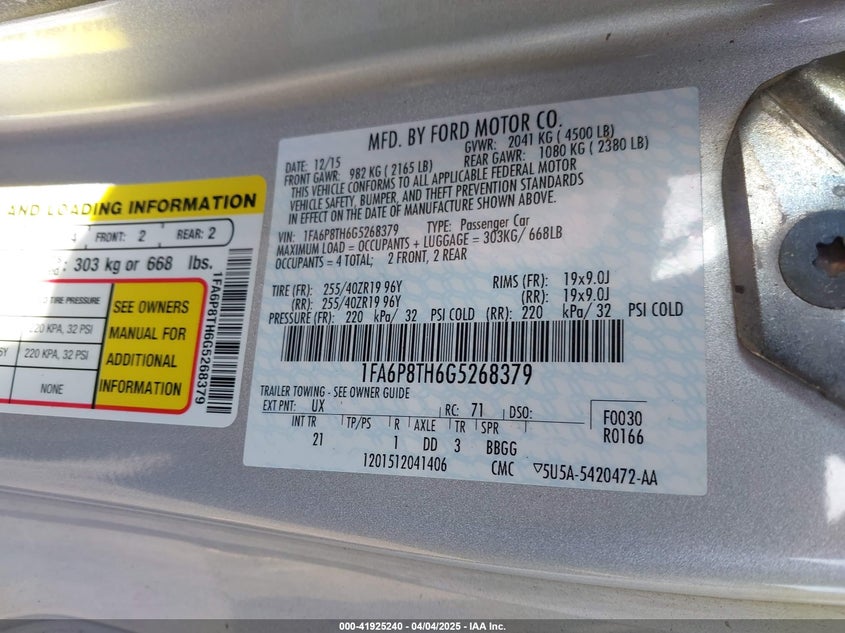 AND LOADING INFORMATION
4 FRONT: 2 REAR: 2
303 kg or 668 lbs.
TIRE PRESSURE
220 KPA, 32 PSI
220 KPA, 32 PSI
NONE
SEE OWNERS
MANUAL FOR
ADDITIONAL
INFORMATION
1FA6P8TH6G5268379
MFD. BY FORD MOTOR CO.
DATE: 12/15 GVWR: 2041 KG ( 4500 LB)
FRONT GAWR: 982 KG ( 2165 LB) REAR GAWR: 1080 KG ( 2380 LB)
THIS VEHICLE CONFORMS TO ALL APPLICABLE FEDERAL MOTOR
VEHICLE SAFETY, BUMPER, AND THEFT PREVENTION STANDARDS
IN EFFECT ON THE DATE OF MANUFACTURE SHOWN ABOVE.
VIN: 1FA6P8TH6G5268379 TYPE: Passenger Car
MAXIMUM LOAD = OCCUPANTS + LUGGAGE = 303KG/ 668LB
OCCUPANTS = 4 TOTAL; 2 FRONT, 2 REAR
TIRE (FR): 255/40ZR19 96Y RIMS (FR): 19x9.0J
(RR): 255/40ZR19 96Y (RR): 19x9.0J
PRESSURE (FR): 220 kPa/ 32 PSI COLD (RR): 220 kPa/ 32 PSI COLD
1FA6P8TH6G5268379
TRAILER TOWING - SEE OWNER GUIDE
EXT PNT: UX RC: 71 DSO: F0030
INT TR TP/PS R AXLE TR SPR R0166
21 1 DD 3 BBGG
1201512041406 CMC ▽5U5A-5420472-AA
000-41925240 - 04/04/2025 - IAA Inc.